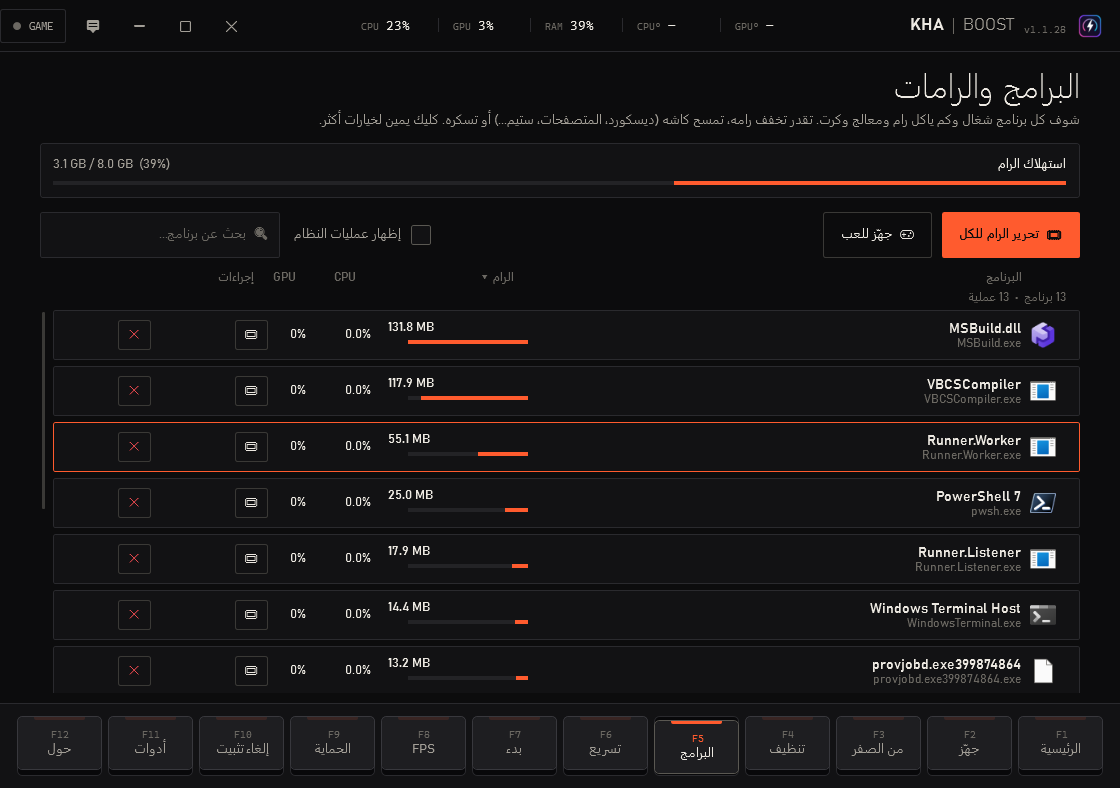 GAME
CPU 23%
GPU 3%
RAM 39%
CPU° —
GPU° —
KHA | BOOST v1.1.28
البرامج والرامات
شوف كل برنامج شغال وكم ياكل رام ومعالج وكرت. تقدر تخفف رامه، تمسح كاشه (ديسكورد، المتصفحات، ستيم...) أو تسكره. كليك يمين لخيارات أكثر.
استهلاك الرام
3.1 GB / 8.0 GB (39%)
تحرير الرام للكل
جهّز للعب
إظهار عمليات النظام
بحث عن برنامج...
البرنامج
الرام ▼
CPU
GPU
إجراءات
13 برنامج • 13 عملية
MSBuild.dll
MSBuild.exe
131.8 MB
0.0%
0%
VBCSCompiler
VBCSCompiler.exe
117.9 MB
0.0%
0%
Runner.Worker
Runner.Worker.exe
55.1 MB
0.0%
0%
PowerShell 7
pwsh.exe
25.0 MB
0.0%
0%
Runner.Listener
Runner.Listener.exe
17.9 MB
0.0%
0%
Windows Terminal Host
WindowsTerminal.exe
14.4 MB
0.0%
0%
provjobd.exe399874864
provjobd.exe399874864.exe
13.2 MB
0.0%
0%
F1
الرئيسية
F2
جهّز
F3
من الصفر
F4
تنظيف
F5
البرامج
F6
تسريع
F7
بدء
F8
FPS
F9
الحماية
F10
إلغاء تثبيت
F11
أدوات
F12
حول